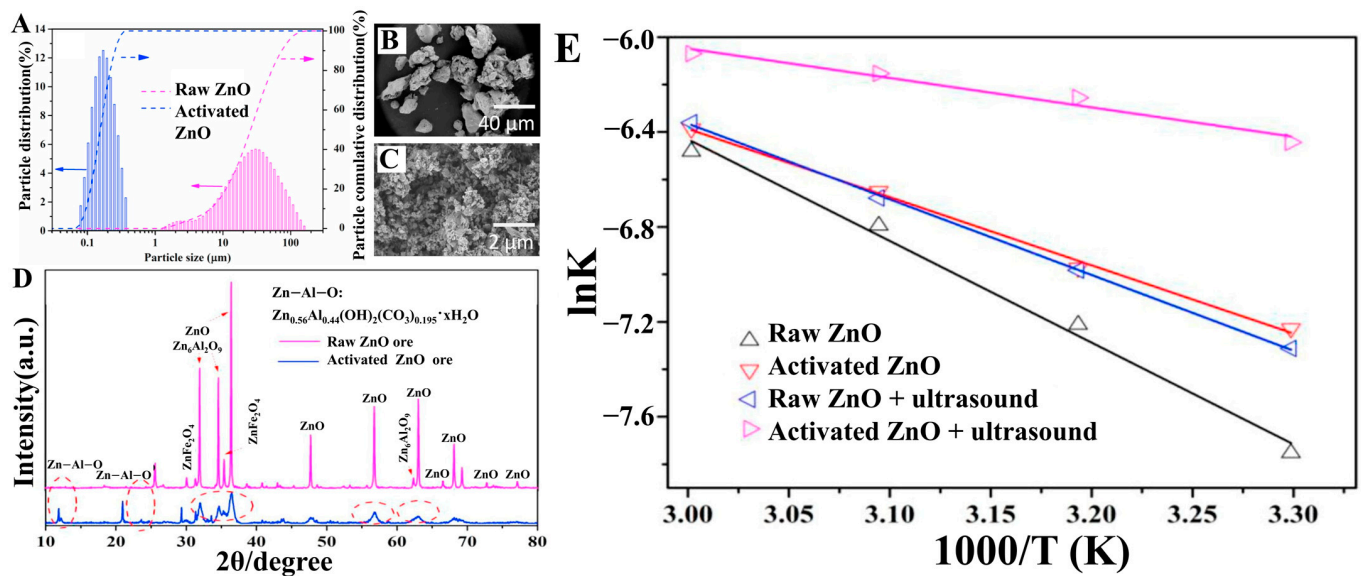 A
Particle distribution(%)
14
12
10
8
6
4
2
0
0.1
1
10
100
Particle size (μm)
100
80
60
40
20
0
Particle comulative distribution(%)
Raw ZnO
Activated
ZnO
B
40 μm
C
2 μm
D
Intensity(a.u.)
Zn−Al−O:
Zn0.56Al0.44(OH)2(CO3)0.195·xH2O
Raw ZnO ore
Activated ZnO ore
ZnO
Zn6Al2O9
ZnFe2O4
ZnFe2O4
ZnO
ZnO
Zn6Al2O9
ZnO
ZnO
ZnO
ZnO
ZnO
Zn−Al−O
Zn−Al−O
10
20
30
40
50
60
70
80
2θ/degree
E
lnK
−6.0
−6.4
−6.8
−7.2
−7.6
Raw ZnO
Activated ZnO
Raw ZnO + ultrasound
Activated ZnO + ultrasound
3.00
3.05
3.10
3.15
3.20
3.25
3.30
1000/T (K)